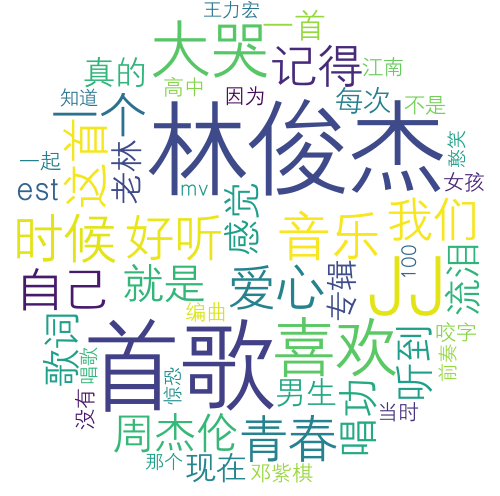 王力宏
大哭
一首
真的
记得
江南
高中
知道
因为
每次
不是
一个
林俊杰
这首
老林
一起
憨笑
est
mv
女孩
感觉
我们
时候
好听
音乐
100
自己
就是
爱心
专辑
JJ
流泪
编曲
首歌
喜欢
歌词
唱歌
听到
咬字
前奏
惊恐
男生
唱功
没有
当时
周杰伦
青春
那个
现在
邓紫棋